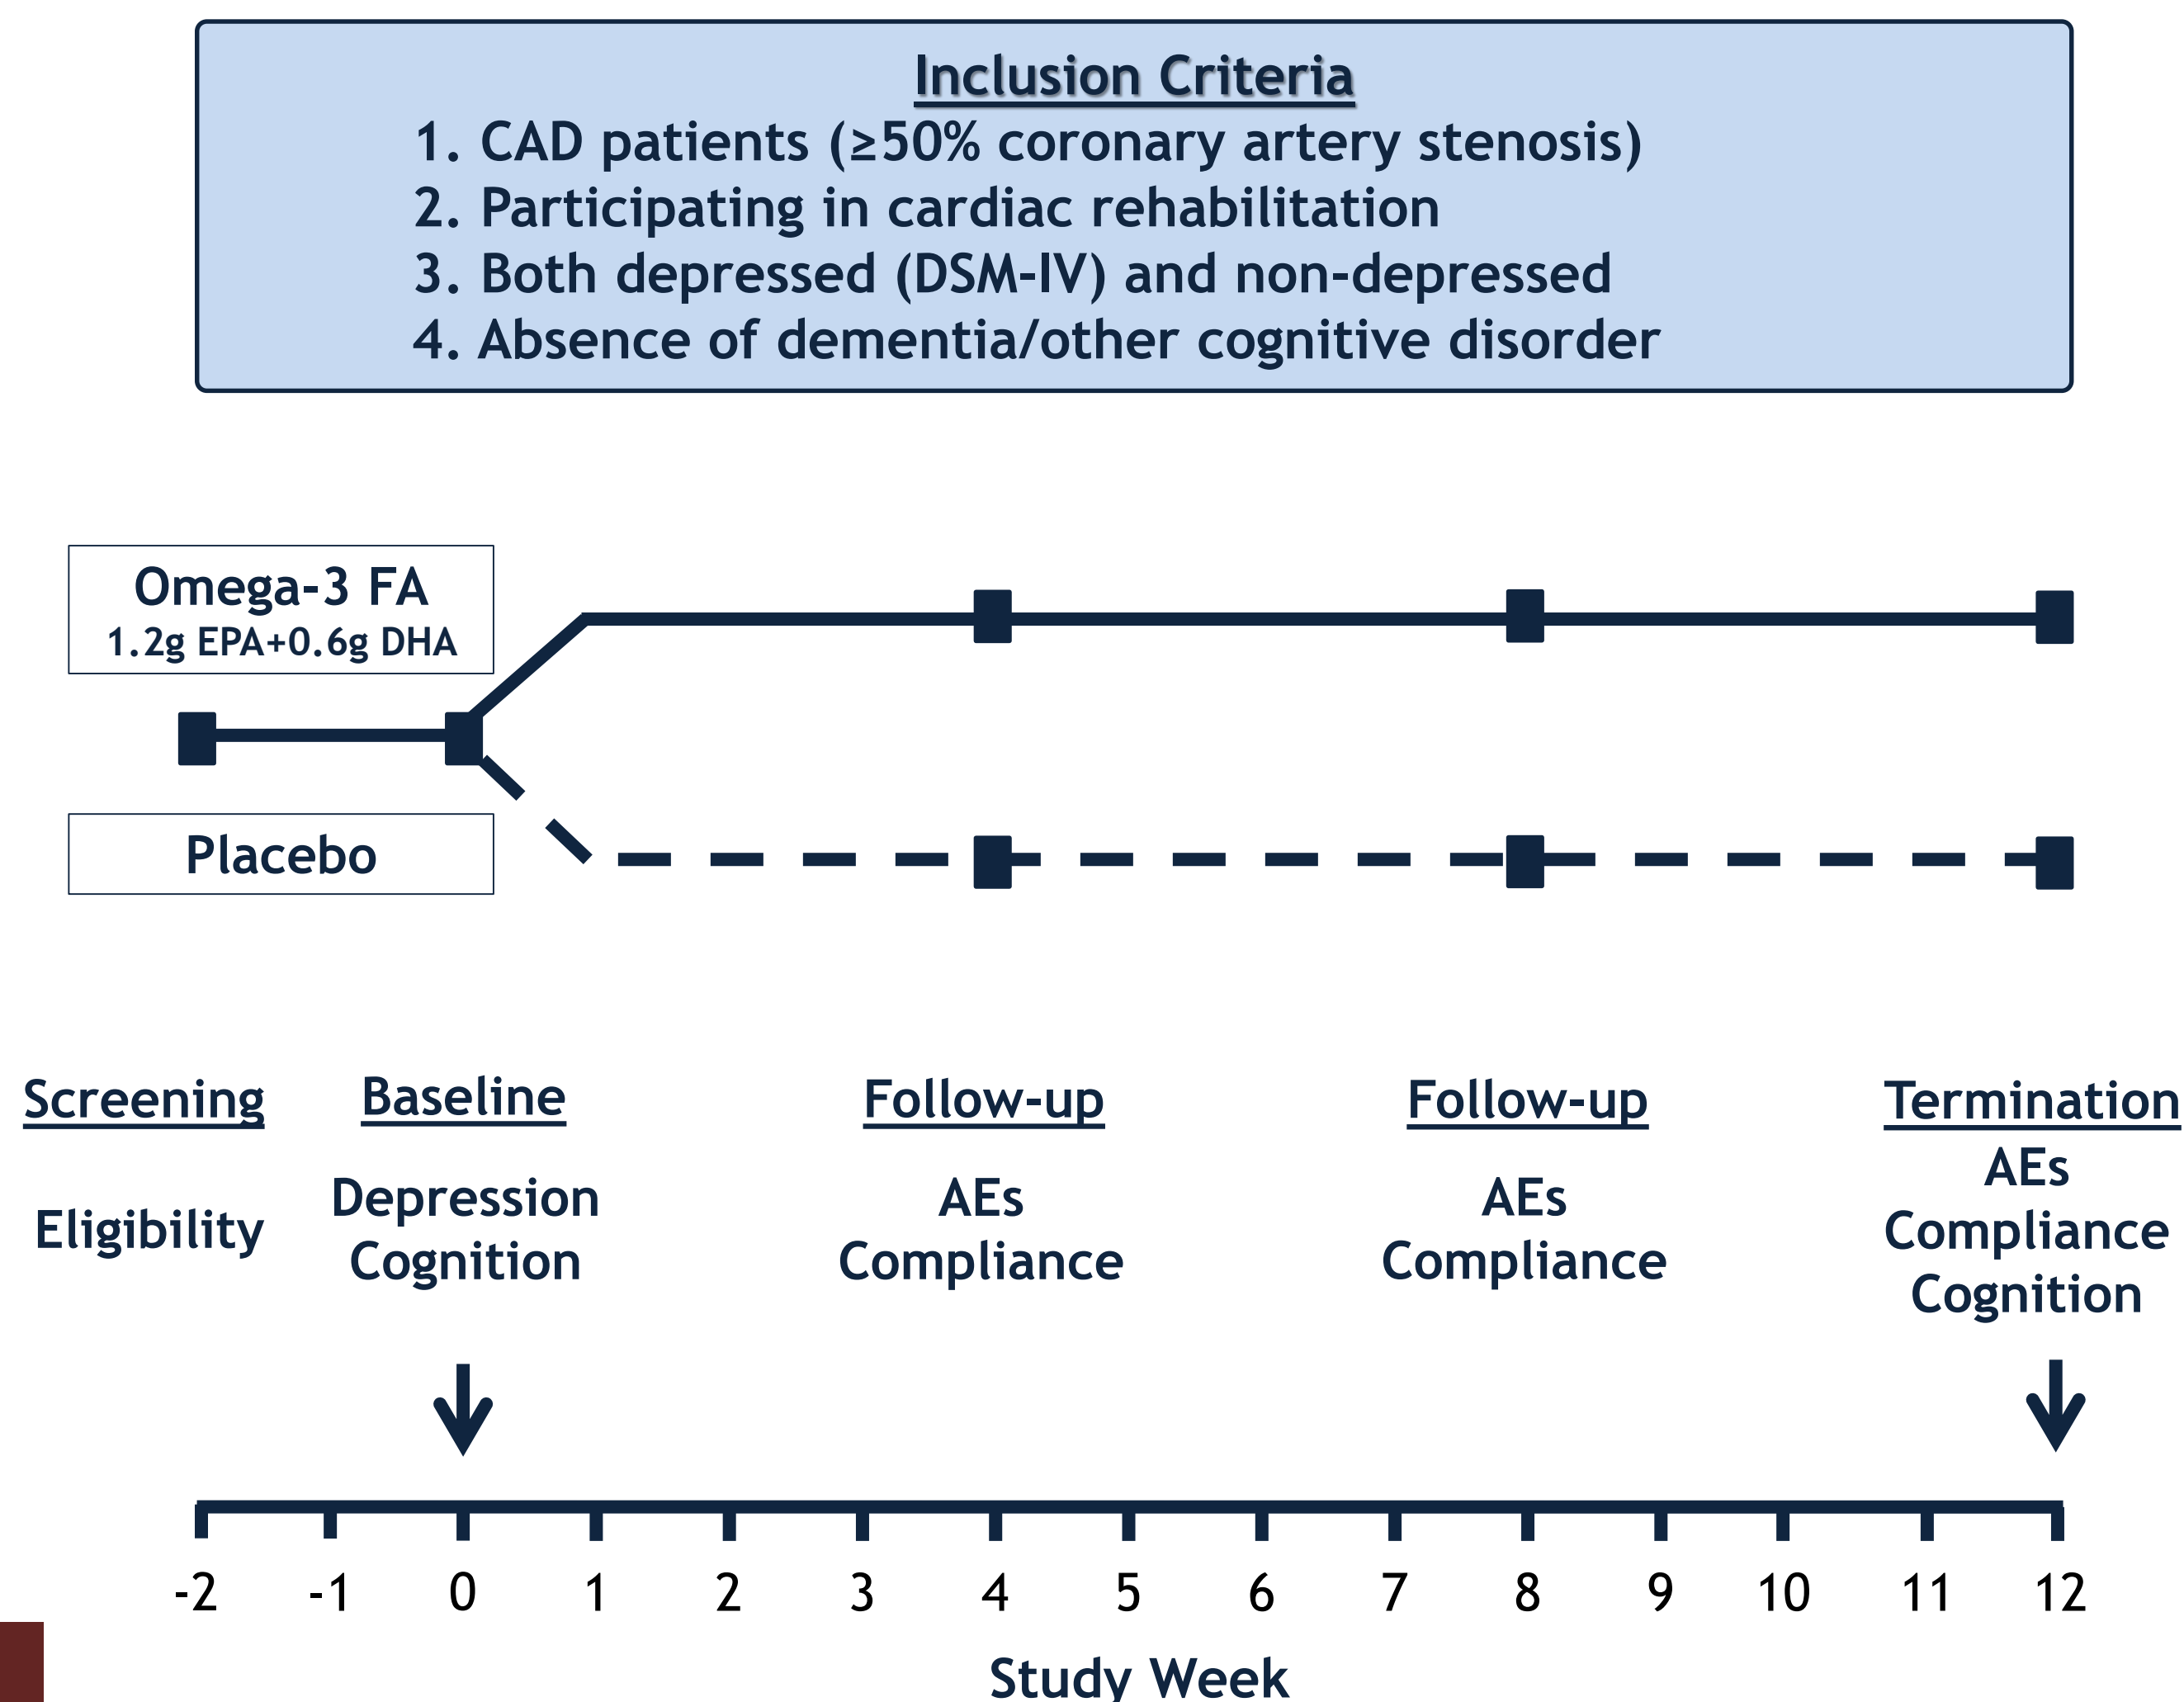 Inclusion Criteria
1. CAD patients (≥50% coronary artery stenosis)
2. Participating in cardiac rehabilitation
3. Both depressed (DSM-IV) and non-depressed
4. Absence of dementia/other cognitive disorder
Omega-3 FA
1.2g EPA+0.6g DHA
Placebo
Screening
Eligibility
Baseline
Depression
Cognition
Follow-up
AEs
Compliance
Follow-up
AEs
Compliance
Termination
AEs
Compliance
Cognition
-2 -1 0 1 2 3 4 5 6 7 8 9 10 11 12
Study Week